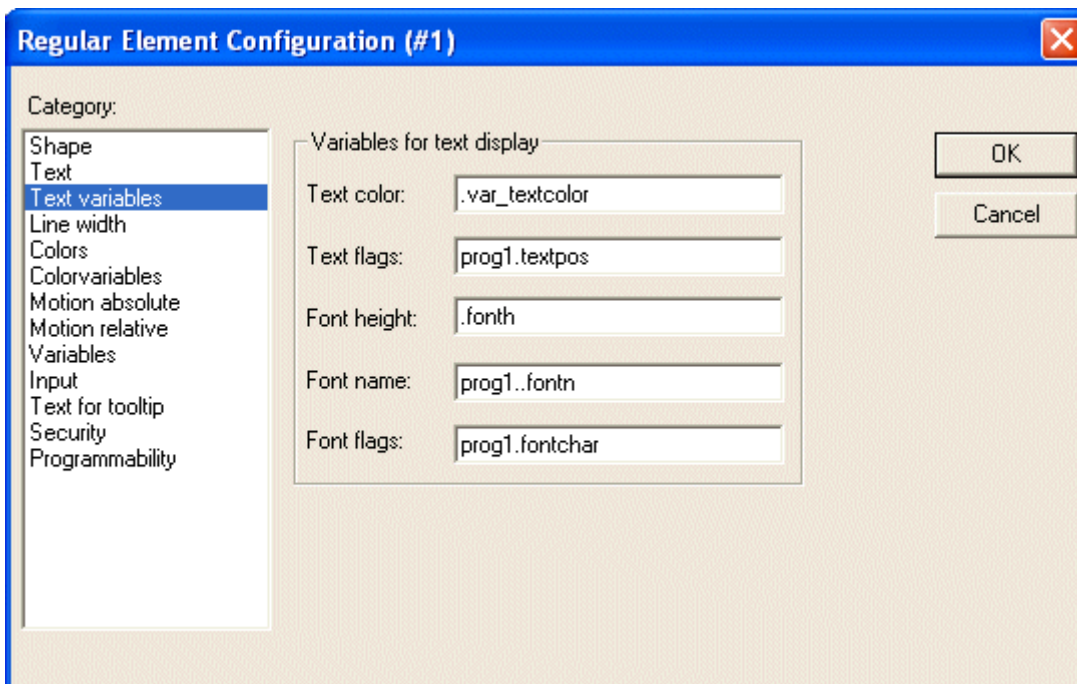 Regular Element Configuration (#1)
Category:
Shape
Text
Text variables
Line width
Colors
Colorvariables
Motion absolute
Motion relative
Variables
Input
Text for tooltip
Security
Programmability
Variables for text display
Text color: .var_textcolor
Text flags: prog1.textpos
Font height: .fonth
Font name: prog1..fontn
Font flags: prog1.fontchar
OK
Cancel